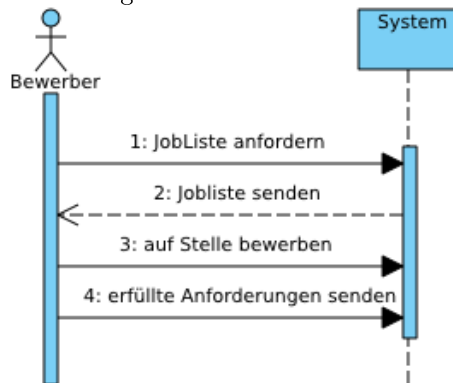 System
Bewerber
1: JobListe anfordern
2: Jobliste senden
3: auf Stelle bewerben
4: erfüllte Anforderungen senden